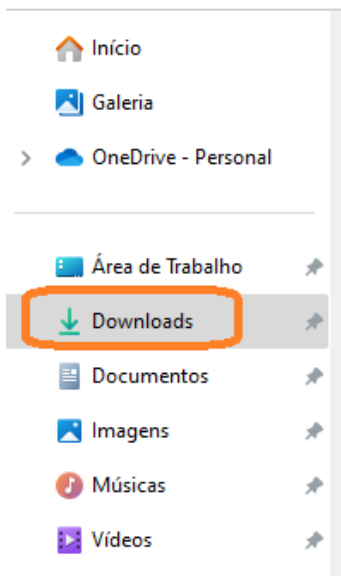 Início
Galeria
OneDrive - Personal
Área de Trabalho
Downloads
Documentos
Imagens
Músicas
Vídeos